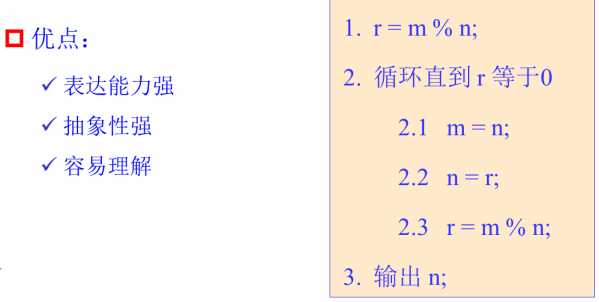 优点：
✓ 表达能力强
✓ 抽象性强
✓ 容易理解
1. r = m % n;
2. 循环直到 r 等于0
2.1 m = n;
2.2 n = r;
2.3 r = m % n;
3. 输出 n;